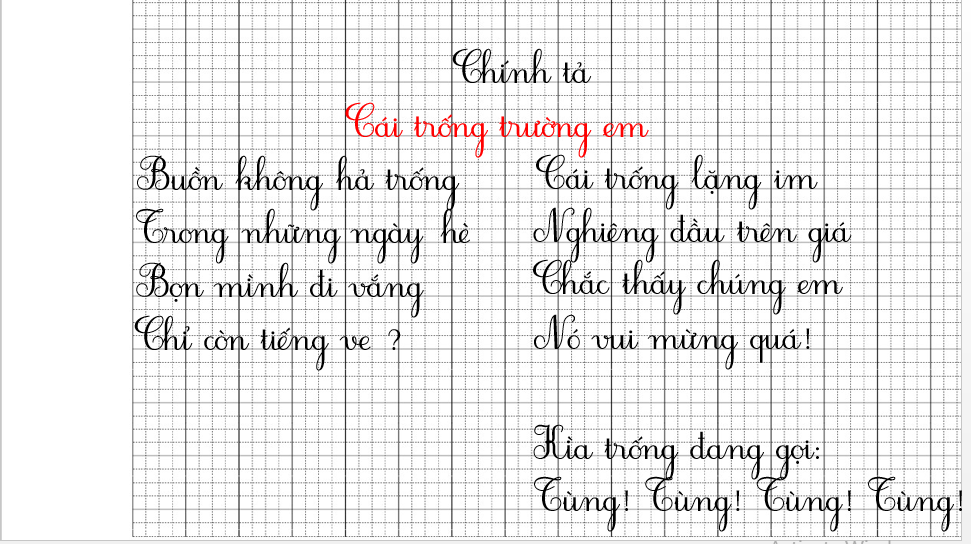 Chính tả
Cái trống trường em
Buồn không hả trống
Trong những ngày hè
Bọn mình đi vắng
Chỉ còn tiếng ve ?
Cái trống lặng im
Nghiêng đầu trên giá
Chắc thấy chúng em
Nó vui mừng quá!
Kìa trống đang gọi:
Tùng! Tùng! Tùng! Tùng!